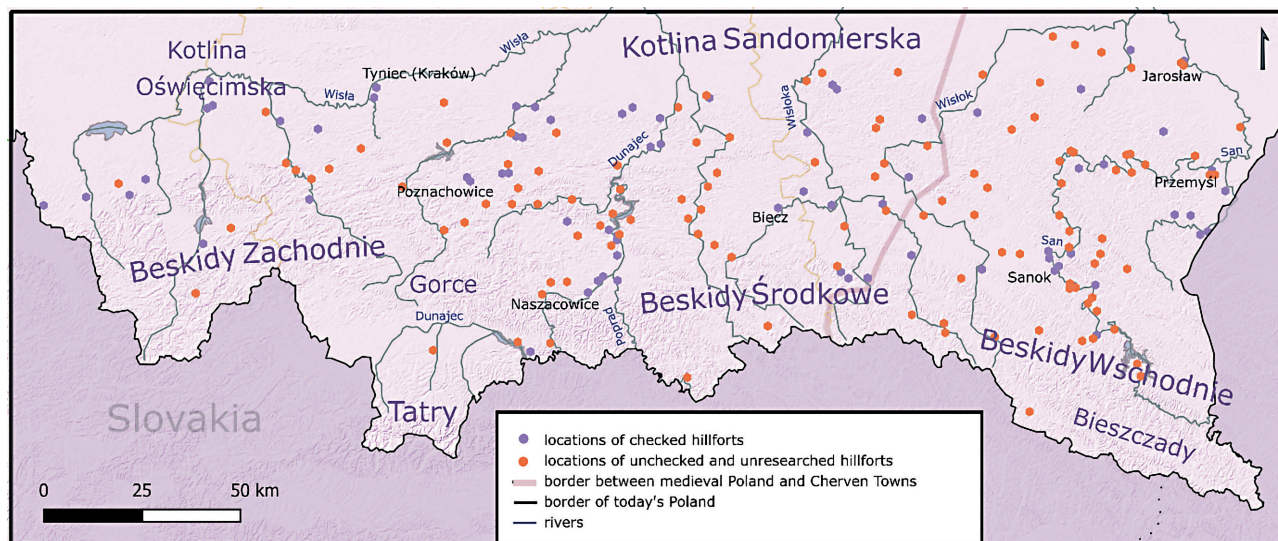 Kotlina
Oświęcimska
Wisła
Tyniec (Kraków)
Wisła
Kotlina Sandomierska
Wisłoka
Wisłok
Jarosław
San
Przemyśl
Dunajec
Poznachowice
Biecz
San
Sanok
Beskidy Zachodnie
Gorce
Naszacowice
Dunajec
Poprad
Beskidy Środkowe
Beskidy Wschodnie
Bieszczady
Tatry
Slovakia
0 25 50 km
locations of checked hillforts
locations of unchecked and unresearched hillforts
border between medieval Poland and Cherven Towns
border of today's Poland
rivers